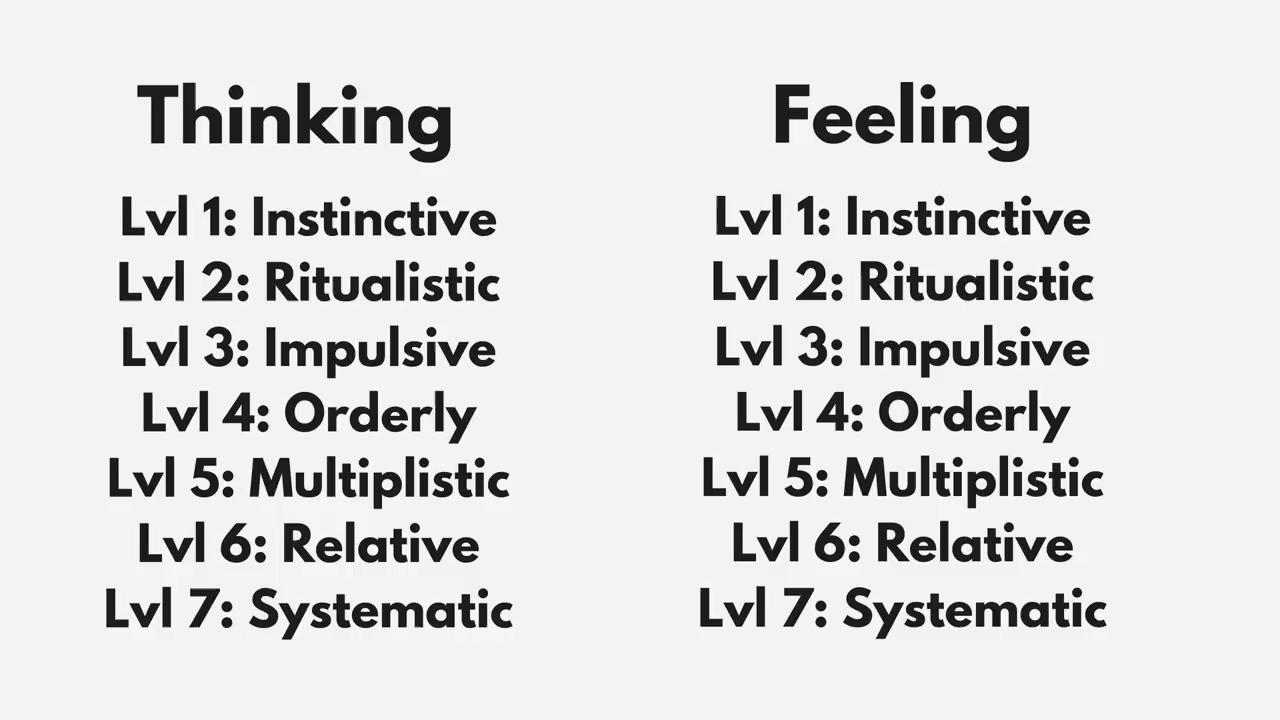 Thinking
Lvl 1: Instinctive
Lvl 2: Ritualistic
Lvl 3: Impulsive
Lvl 4: Orderly
Lvl 5: Multiplistic
Lvl 6: Relative
Lvl 7: Systematic
Feeling
Lvl 1: Instinctive
Lvl 2: Ritualistic
Lvl 3: Impulsive
Lvl 4: Orderly
Lvl 5: Multiplistic
Lvl 6: Relative
Lvl 7: Systematic